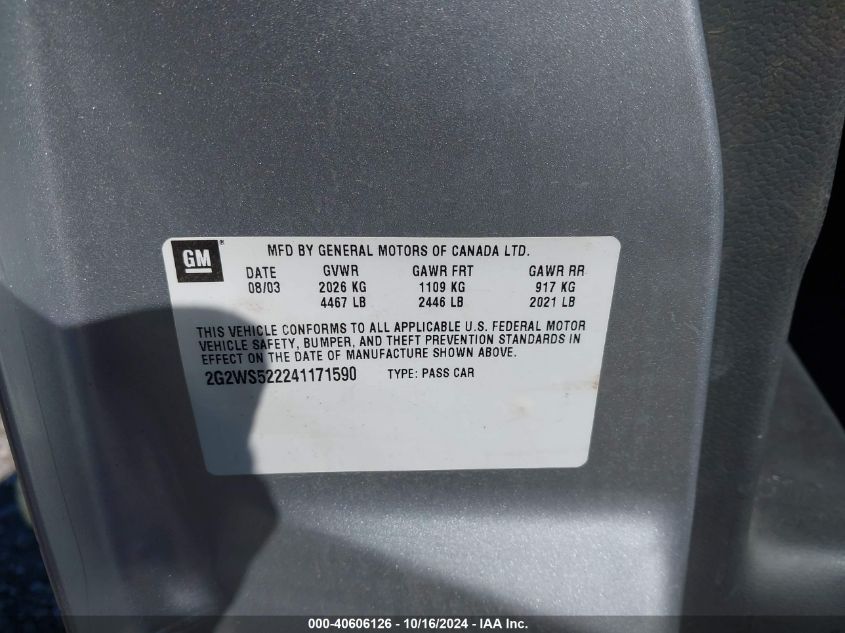 GM®
MFD BY GENERAL MOTORS OF CANADA LTD.
DATE GVWR GAWR FRT GAWR RR
08/03 2026 KG 1109 KG 917 KG
4467 LB 2446 LB 2021 LB
THIS VEHICLE CONFORMS TO ALL APPLICABLE U.S. FEDERAL MOTOR
VEHICLE SAFETY, BUMPER, AND THEFT PREVENTION STANDARDS IN
EFFECT ON THE DATE OF MANUFACTURE SHOWN ABOVE.
2G2WS522241171590 TYPE: PASS CAR
000-40606126 - 10/16/2024 - IAA Inc.